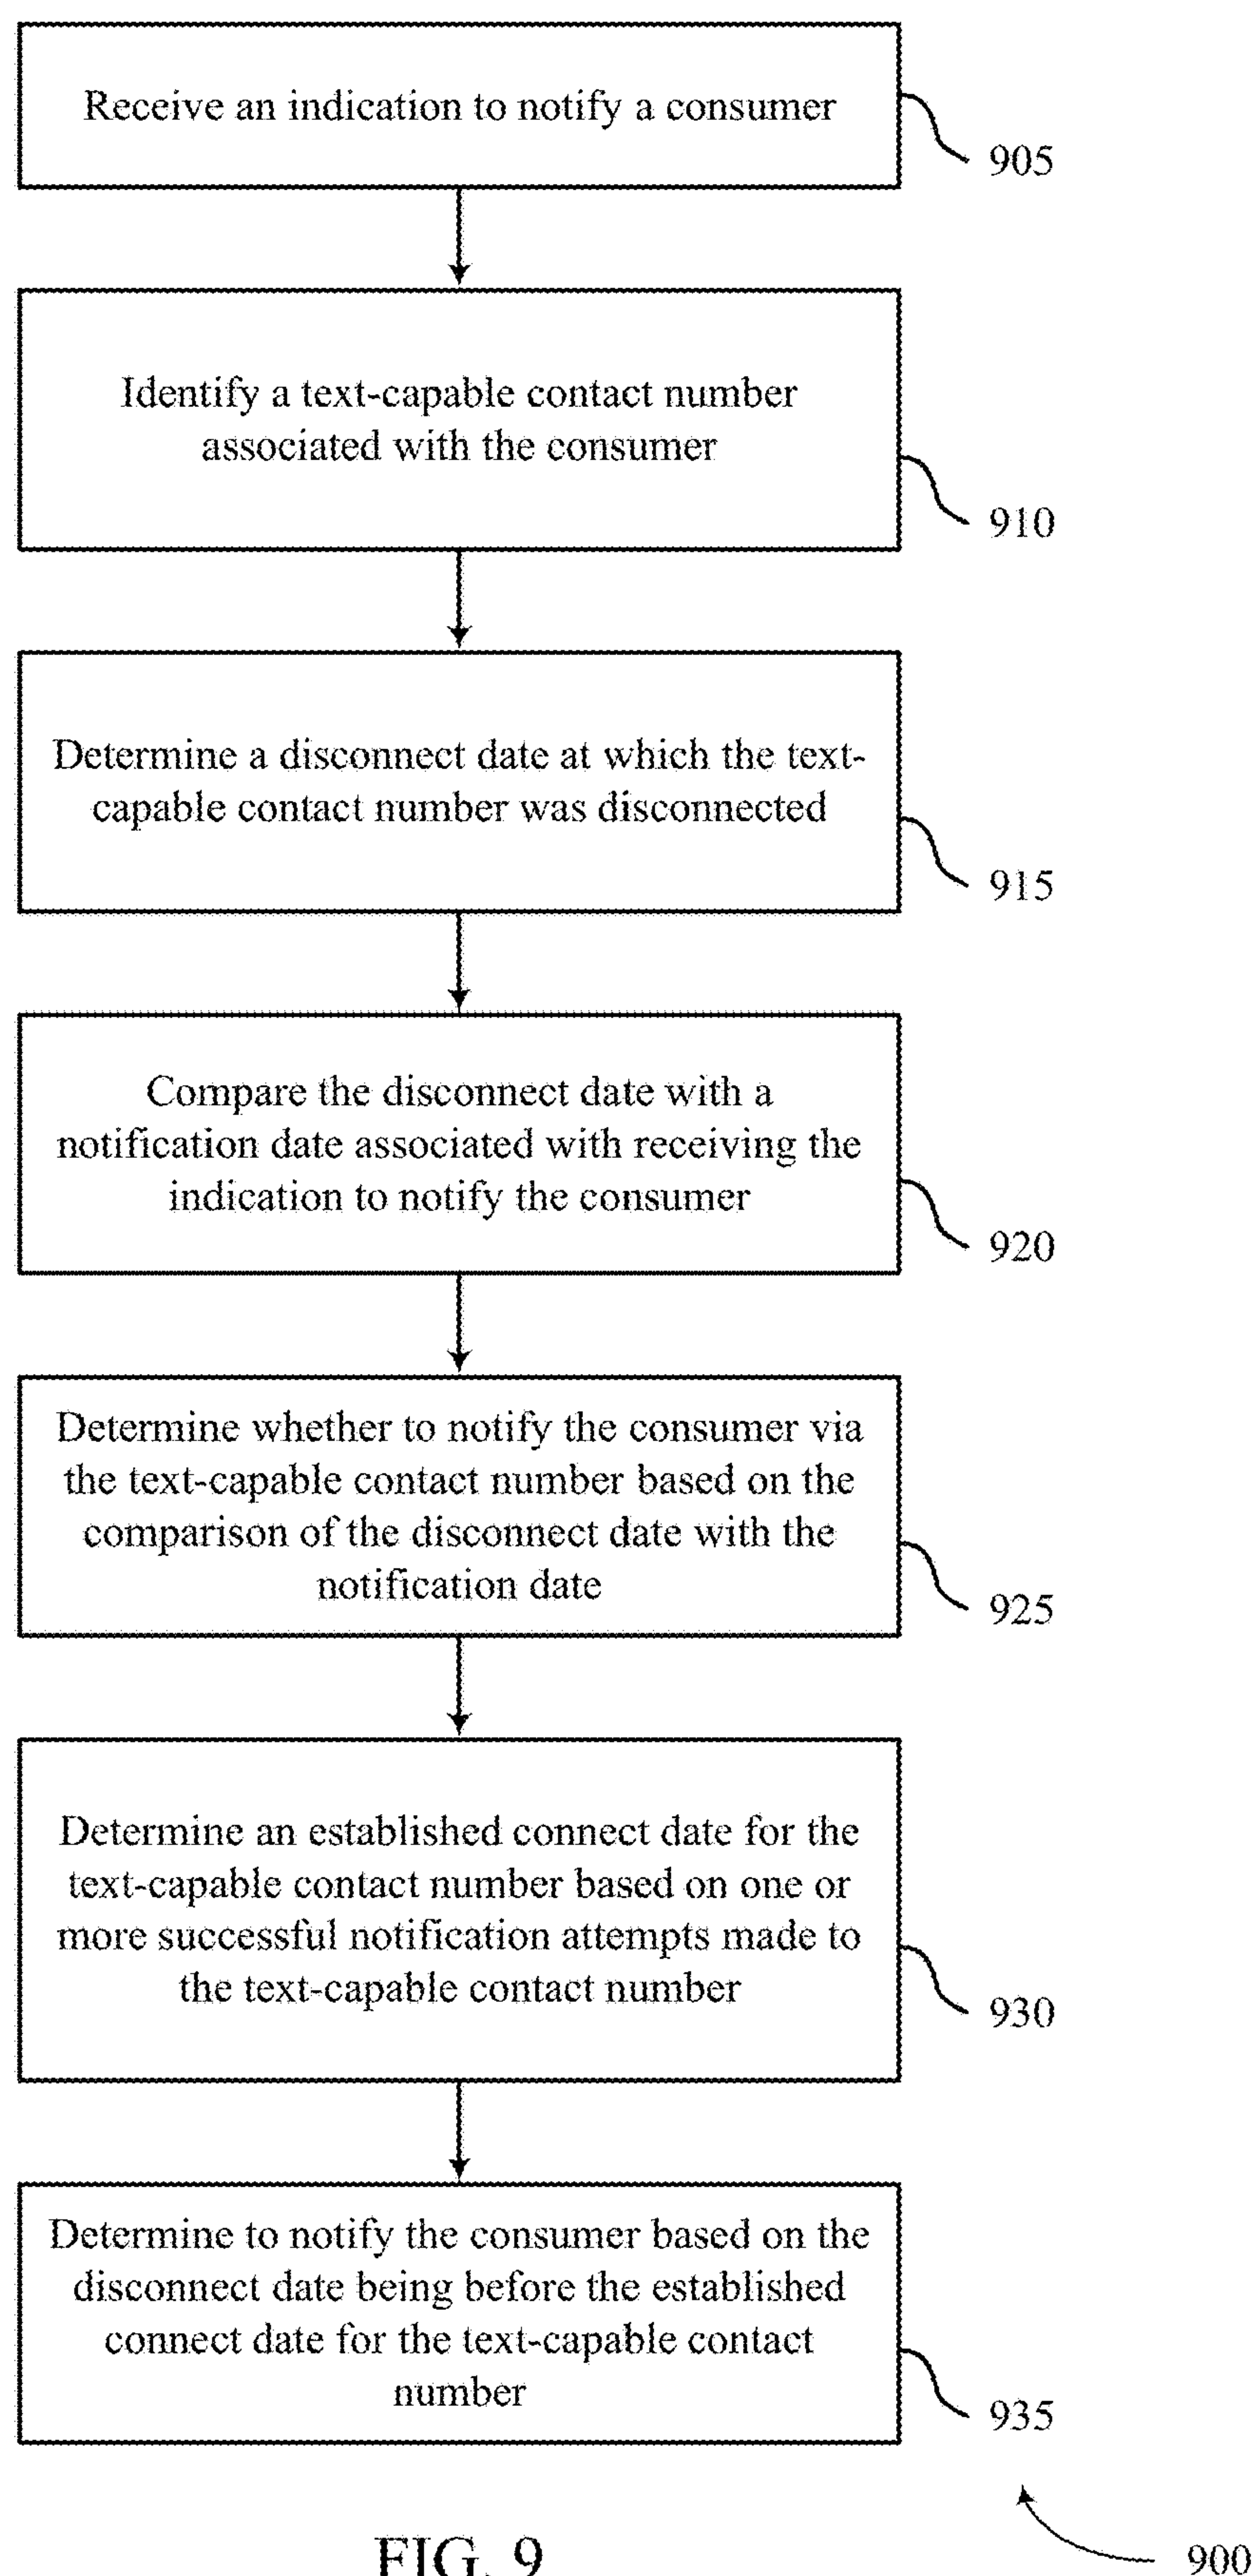 Receive an indication to notify a consumer
905
Identify a text-capable contact number
associated with the consumer
910
Determine a disconnect date at which the text-
capable contact number was disconnected
915
Compare the disconnect date with a
notification date associated with receiving the
indication to notify the consumer
920
Determine whether to notify the consumer via
the text-capable contact number based on the
comparison of the disconnect date with the
notification date
925
Determine an established connect date for the
text-capable contact number based on one or
more successful notification attempts made to
the text-capable contact number
930
Determine to notify the consumer based on the
disconnect date being before the established
connect date for the text-capable contact
number
935
900
FIG. 9